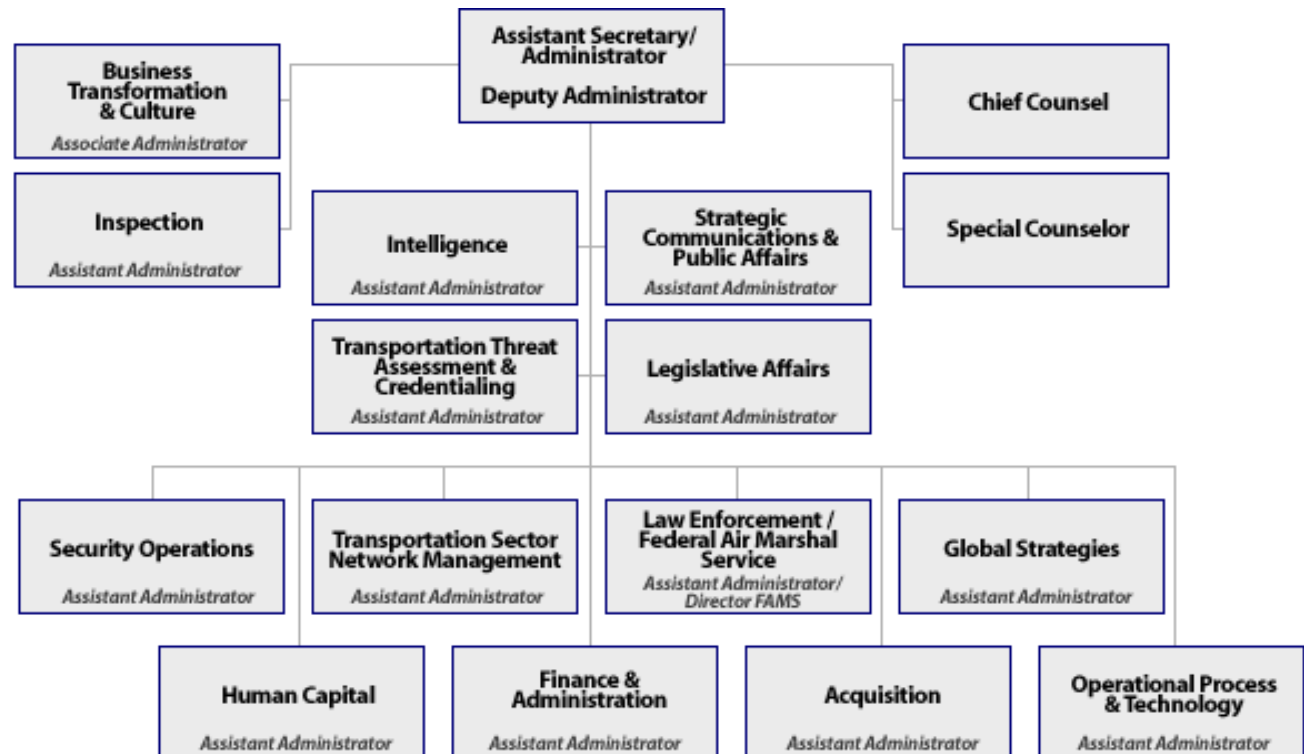 Assistant Secretary/
Administrator
Deputy Administrator
Business
Transformation
& Culture
Associate Administrator
Chief Counsel
Inspection
Assistant Administrator
Special Counselor
Intelligence
Assistant Administrator
Strategic
Communications &
Public Affairs
Assistant Administrator
Transportation Threat
Assessment &
Credentialing
Assistant Administrator
Legislative Affairs
Assistant Administrator
Security Operations
Assistant Administrator
Transportation Sector
Network Management
Assistant Administrator
Law Enforcement /
Federal Air Marshal
Service
Assistant Administrator/
Director FAMS
Global Strategies
Assistant Administrator
Human Capital
Assistant Administrator
Finance &
Administration
Assistant Administrator
Acquisition
Assistant Administrator
Operational Process
& Technology
Assistant Administrator